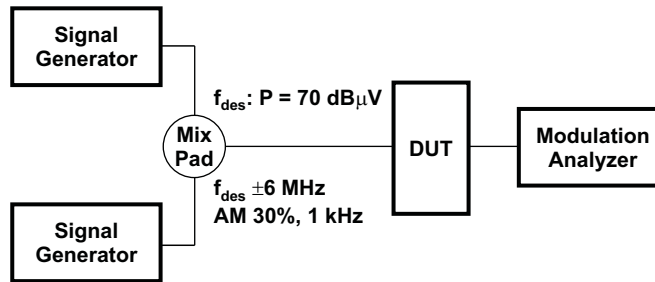 Signal
Generator
f_des: P = 70 dBμV
Mix
Pad
DUT
Modulation
Analyzer
f_des ±6 MHz
AM 30%, 1 kHz
Signal
Generator